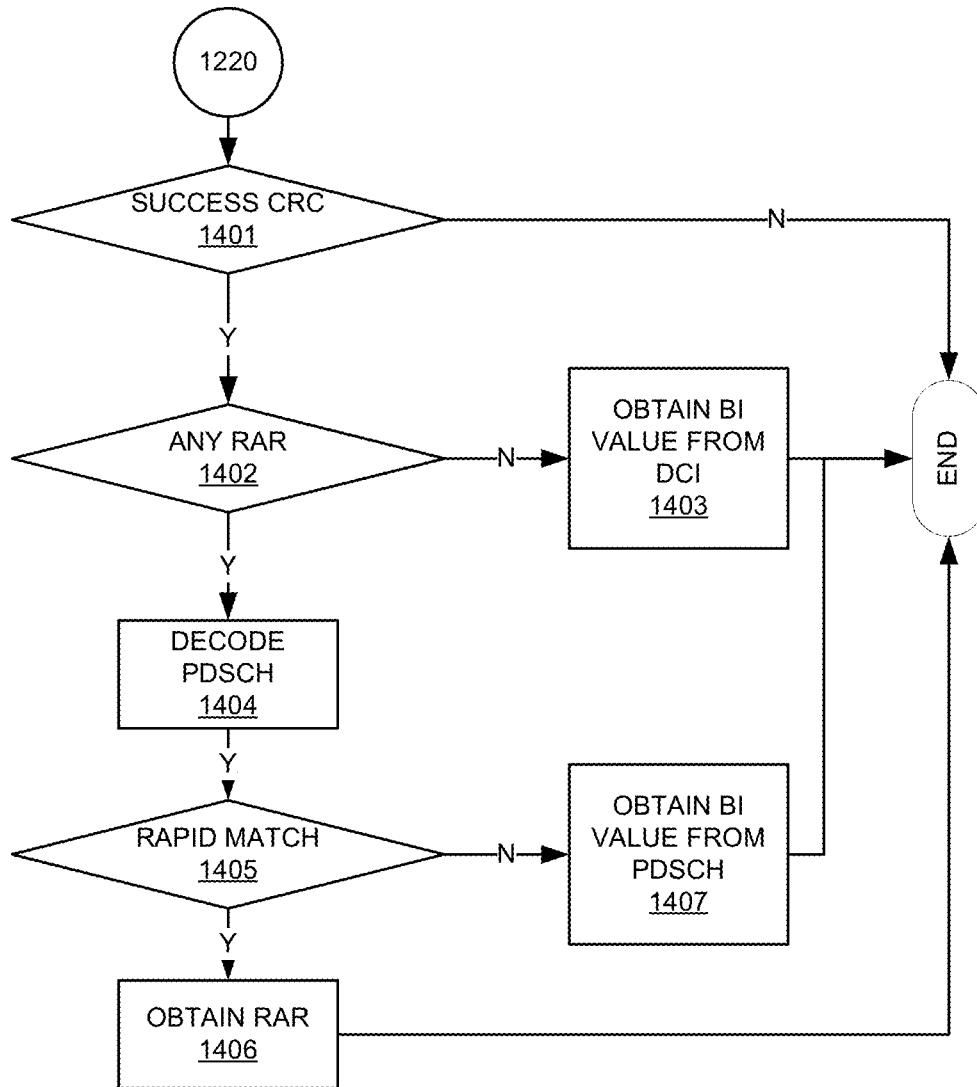 1220
SUCCESS CRC
1401
N
Y
ANY RAR
1402
N
OBTAIN BI
VALUE FROM
DCI
1403
END
Y
DECODE
PDSCH
1404
Y
RAPID MATCH
1405
N
OBTAIN BI
VALUE FROM
PDSCH
1407
Y
OBTAIN RAR
1406